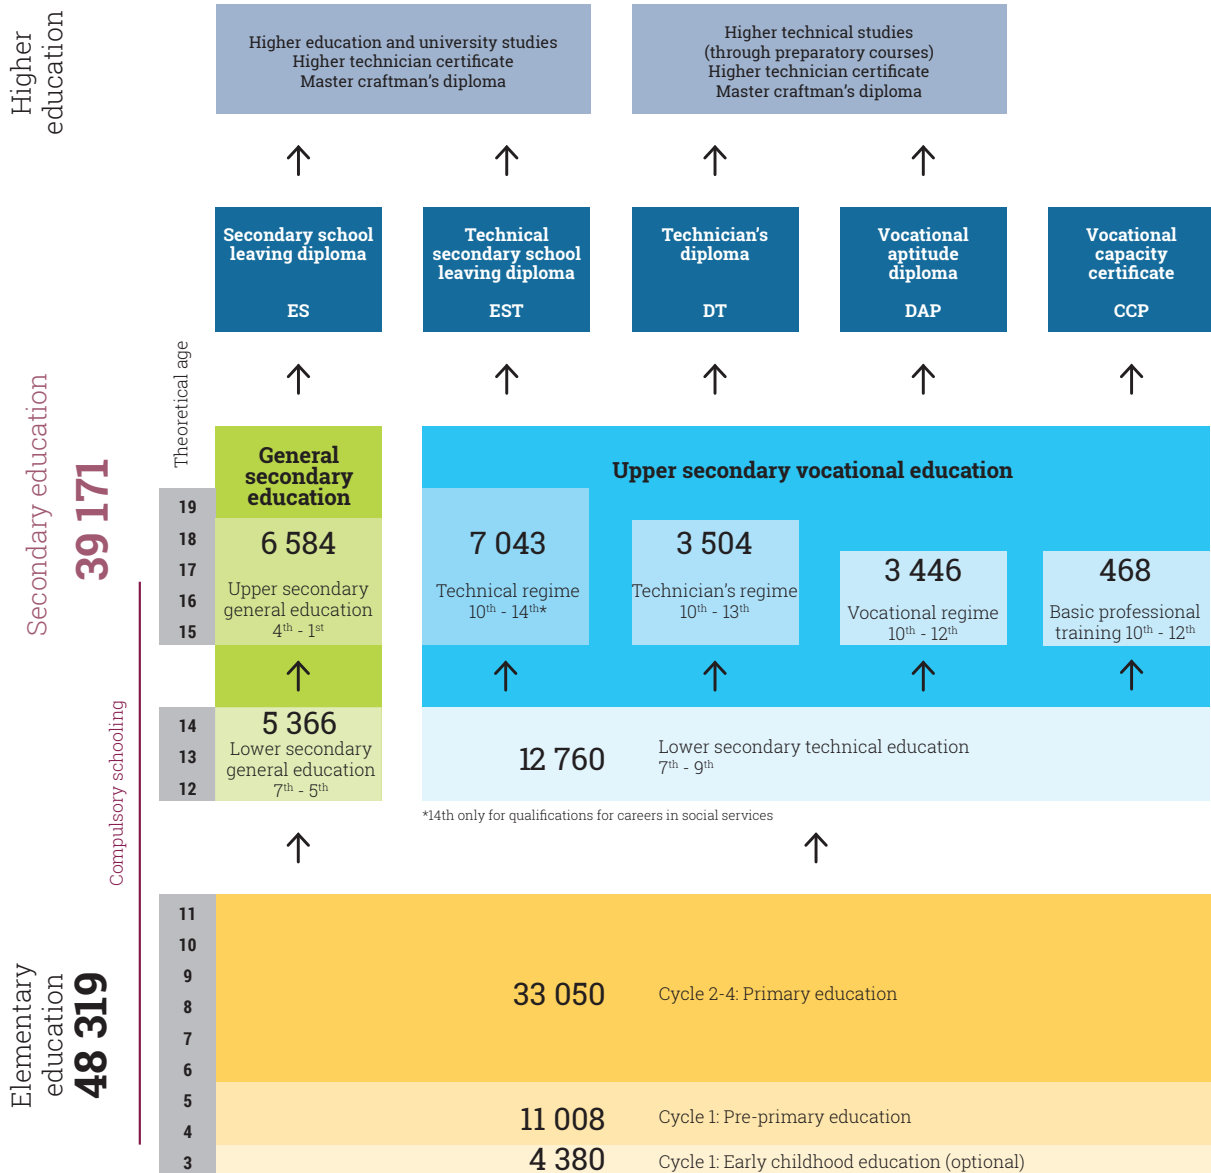 Higher
education
Higher education and university studies
Higher technician certificate
Master craftman's diploma
Higher technical studies
(through preparatory courses)
Higher technician certificate
Master craftman's diploma
Secondary school
leaving diploma
ES
Technical
secondary school
leaving diploma
EST
Technician's
diploma
DT
Vocational
aptitude
diploma
DAP
Vocational
capacity
certificate
CCP
Secondary education
39 171
Theoretical age
General
secondary
education
Upper secondary vocational education
19
18
17
16
15
6 584
Upper secondary
general education
4th - 1st
7 043
Technical regime
10th - 14th*
3 504
Technician's regime
10th - 13th
3 446
Vocational regime
10th - 12th
468
Basic professional
training 10th - 12th
Compulsory schooling
14
13
12
5 366
Lower secondary
general education
7th - 5th
12 760
Lower secondary technical education
7th - 9th
*14th only for qualifications for careers in social services
Elementary
education
48 319
11
10
9
8
7
6
5
4
3
33 050
Cycle 2-4: Primary education
11 008
Cycle 1: Pre-primary education
4 380
Cycle 1: Early childhood education (optional)